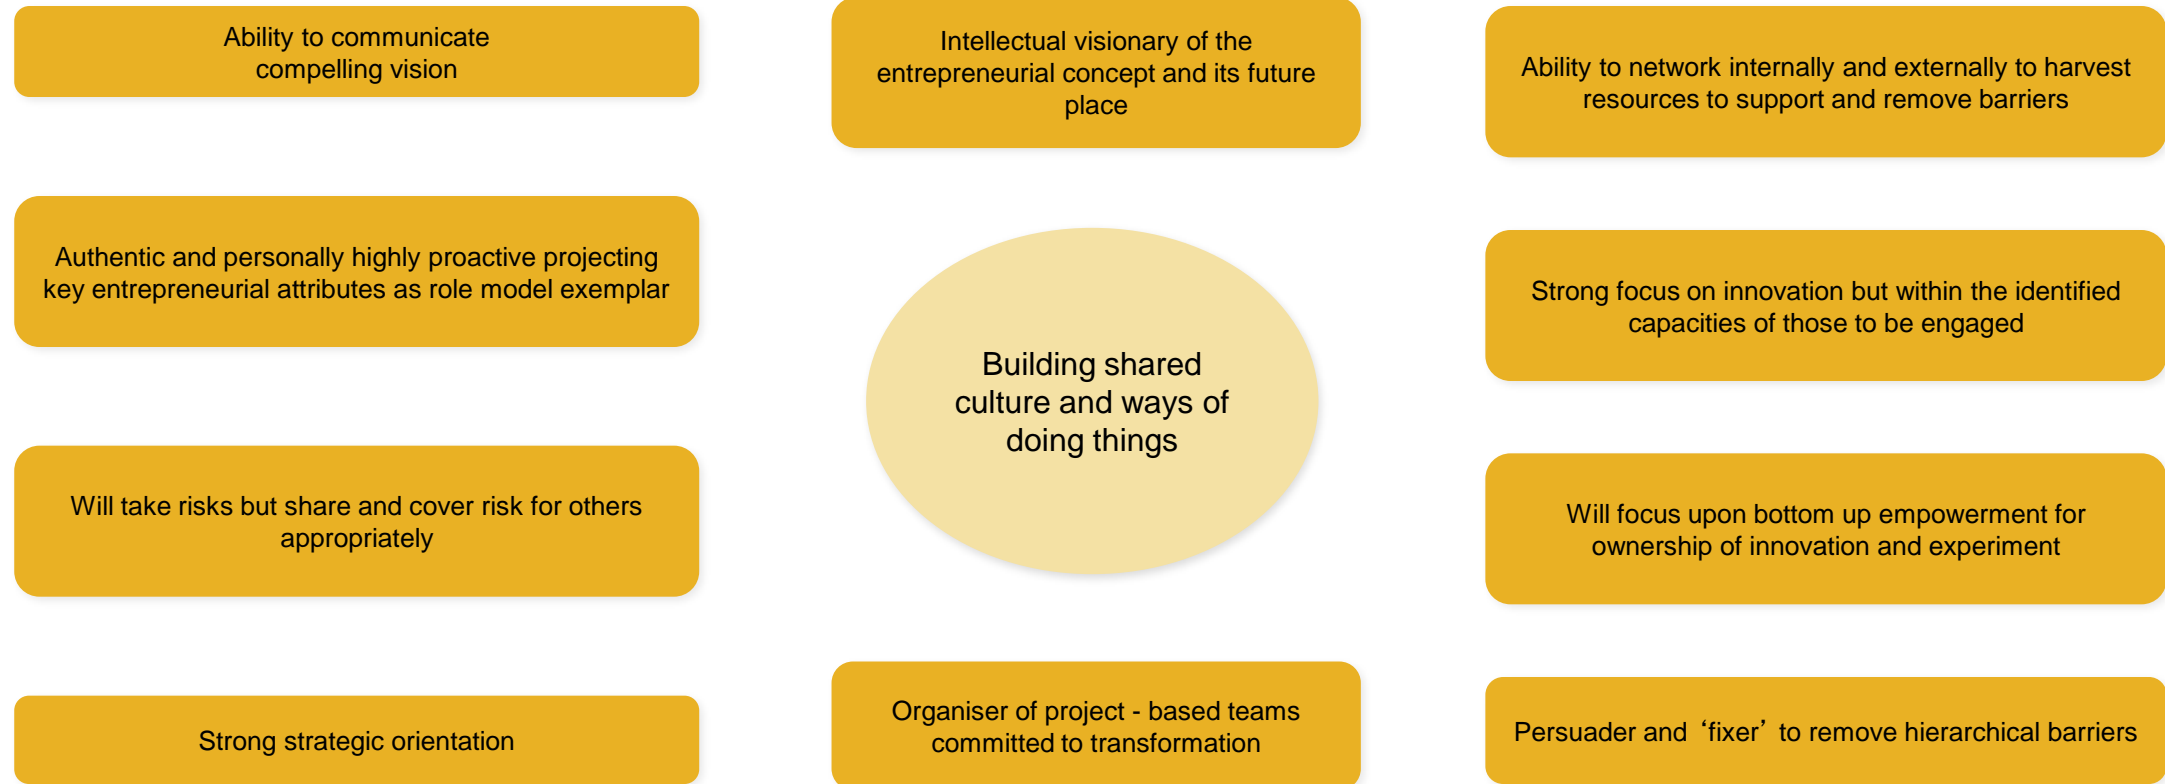 Ability to communicate
compelling vision
Intellectual visionary of the
entrepreneurial concept and its future
place
Ability to network internally and externally to harvest
resources to support and remove barriers
Authentic and personally highly proactive projecting
key entrepreneurial attributes as role model exemplar
Strong focus on innovation but within the identified
capacities of those to be engaged
Building shared
culture and ways of
doing things
Will take risks but share and cover risk for others
appropriately
Will focus upon bottom up empowerment for
ownership of innovation and experiment
Strong strategic orientation
Organiser of project - based teams
committed to transformation
Persuader and ‘fixer’ to remove hierarchical barriers